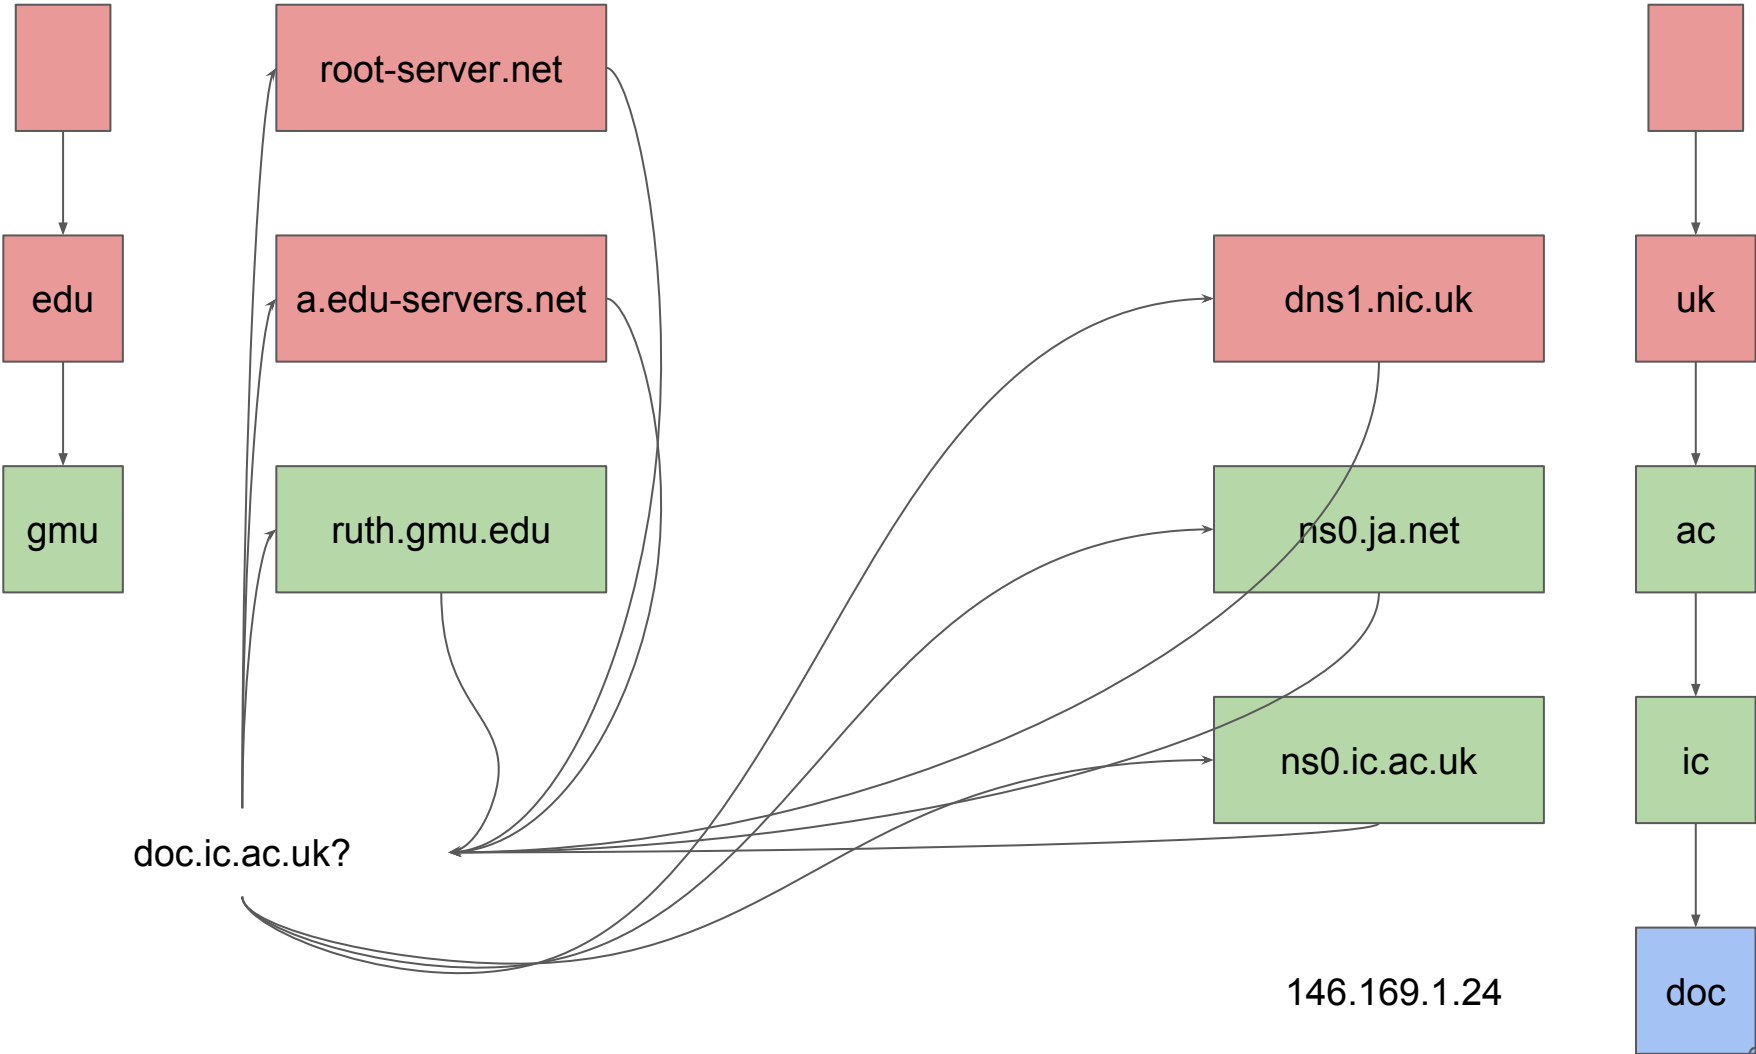 root-server.net
edu
a.edu-servers.net
dns1.nic.uk
uk
gmu
ruth.gmu.edu
ns0.ja.net
ac
ns0.ic.ac.uk
ic
doc.ic.ac.uk?
146.169.1.24
doc